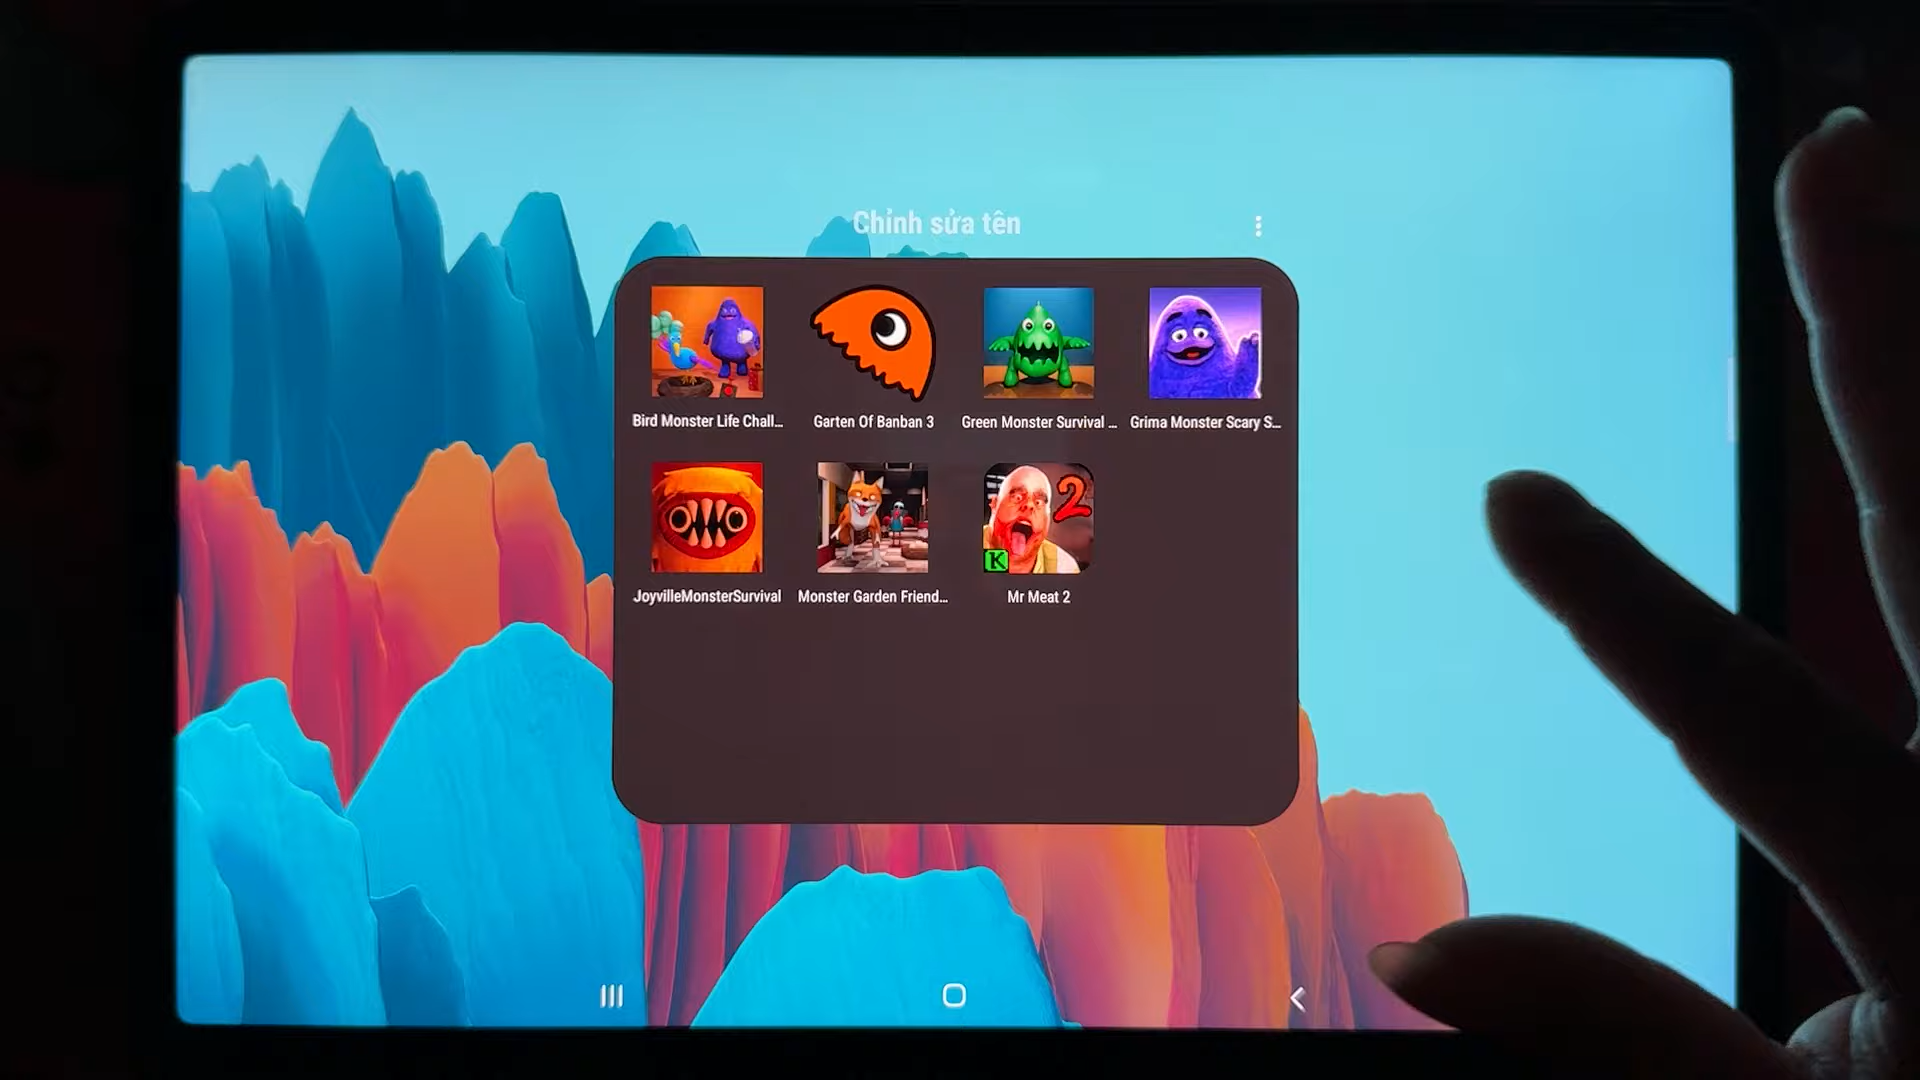 Chỉnh sửa tên
Bird Monster Life Chall...
Garten Of Banban 3
Green Monster Survival ...
Grima Monster Scary S...
2
K
JoyvilleMonsterSurvival
Monster Garden Friend...
Mr Meat 2